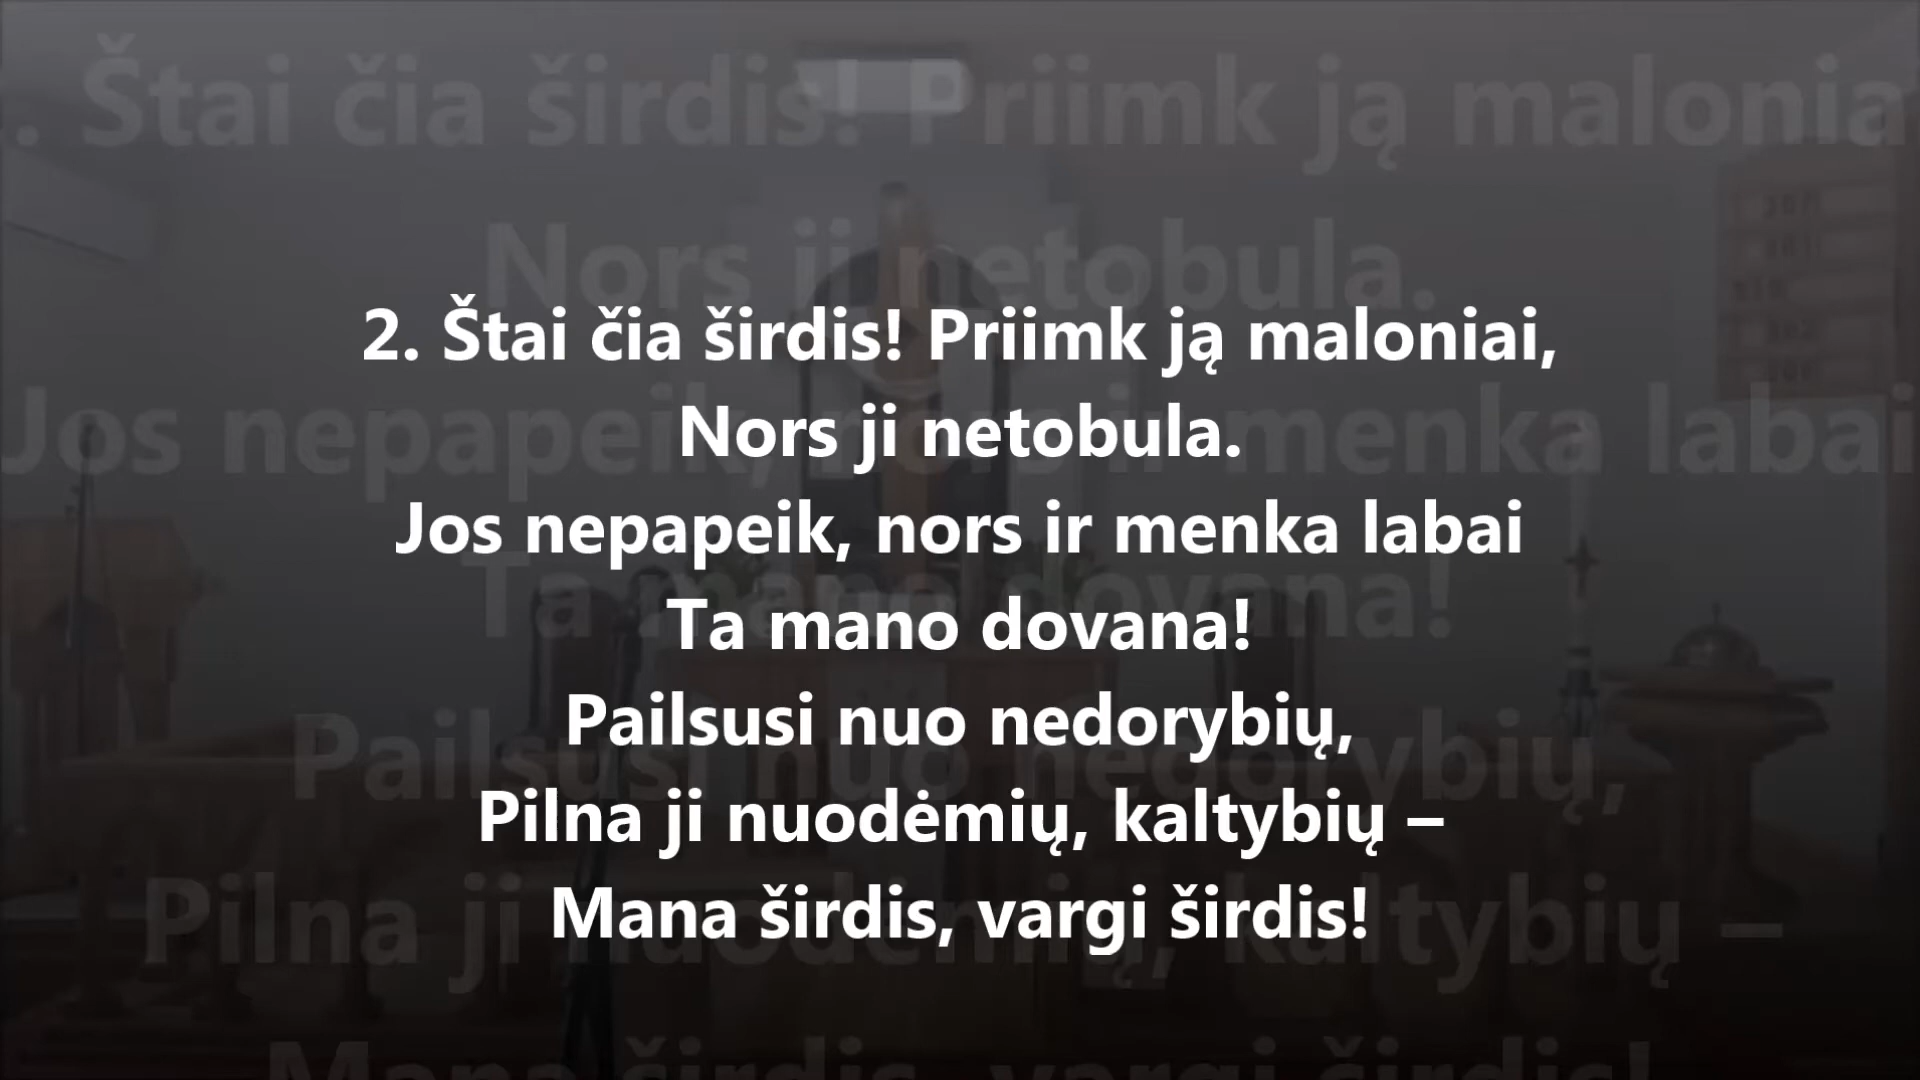 2. Štai čia širdis! Priimk ją maloniai,
Nors ji netobula.
Jos nepapeik, nors ir menka labai
Ta mano dovana!
Pailsusi nuo nedorybių,
Pilna ji nuodėmių, kaltybių –
Mana širdis, vargi širdis!